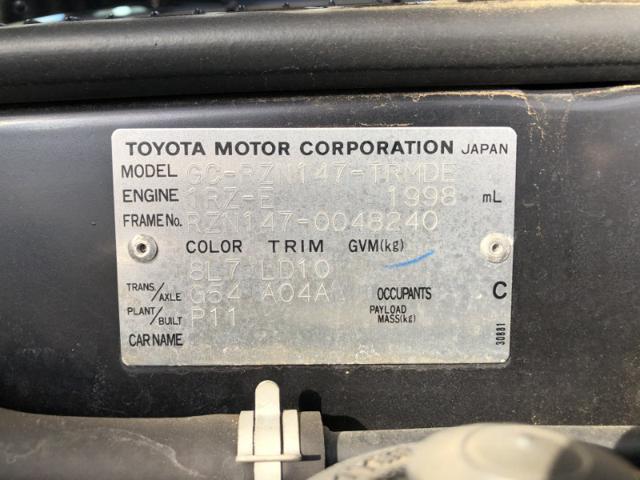 TOYOTA MOTOR CORPORATION JAPAN
MODEL GC-RZN147-TRMDE
ENGINE 1RZ-E 1998 mL
FRAME No. RZN147-0048240
COLOR TRIM GVM(kg)
8L7 LD10
TRANS/AXLE G54 A04A OCCUPANTS C
PLANT/BUILT P11 PAYLOAD MASS(kg)
CAR NAME
30881